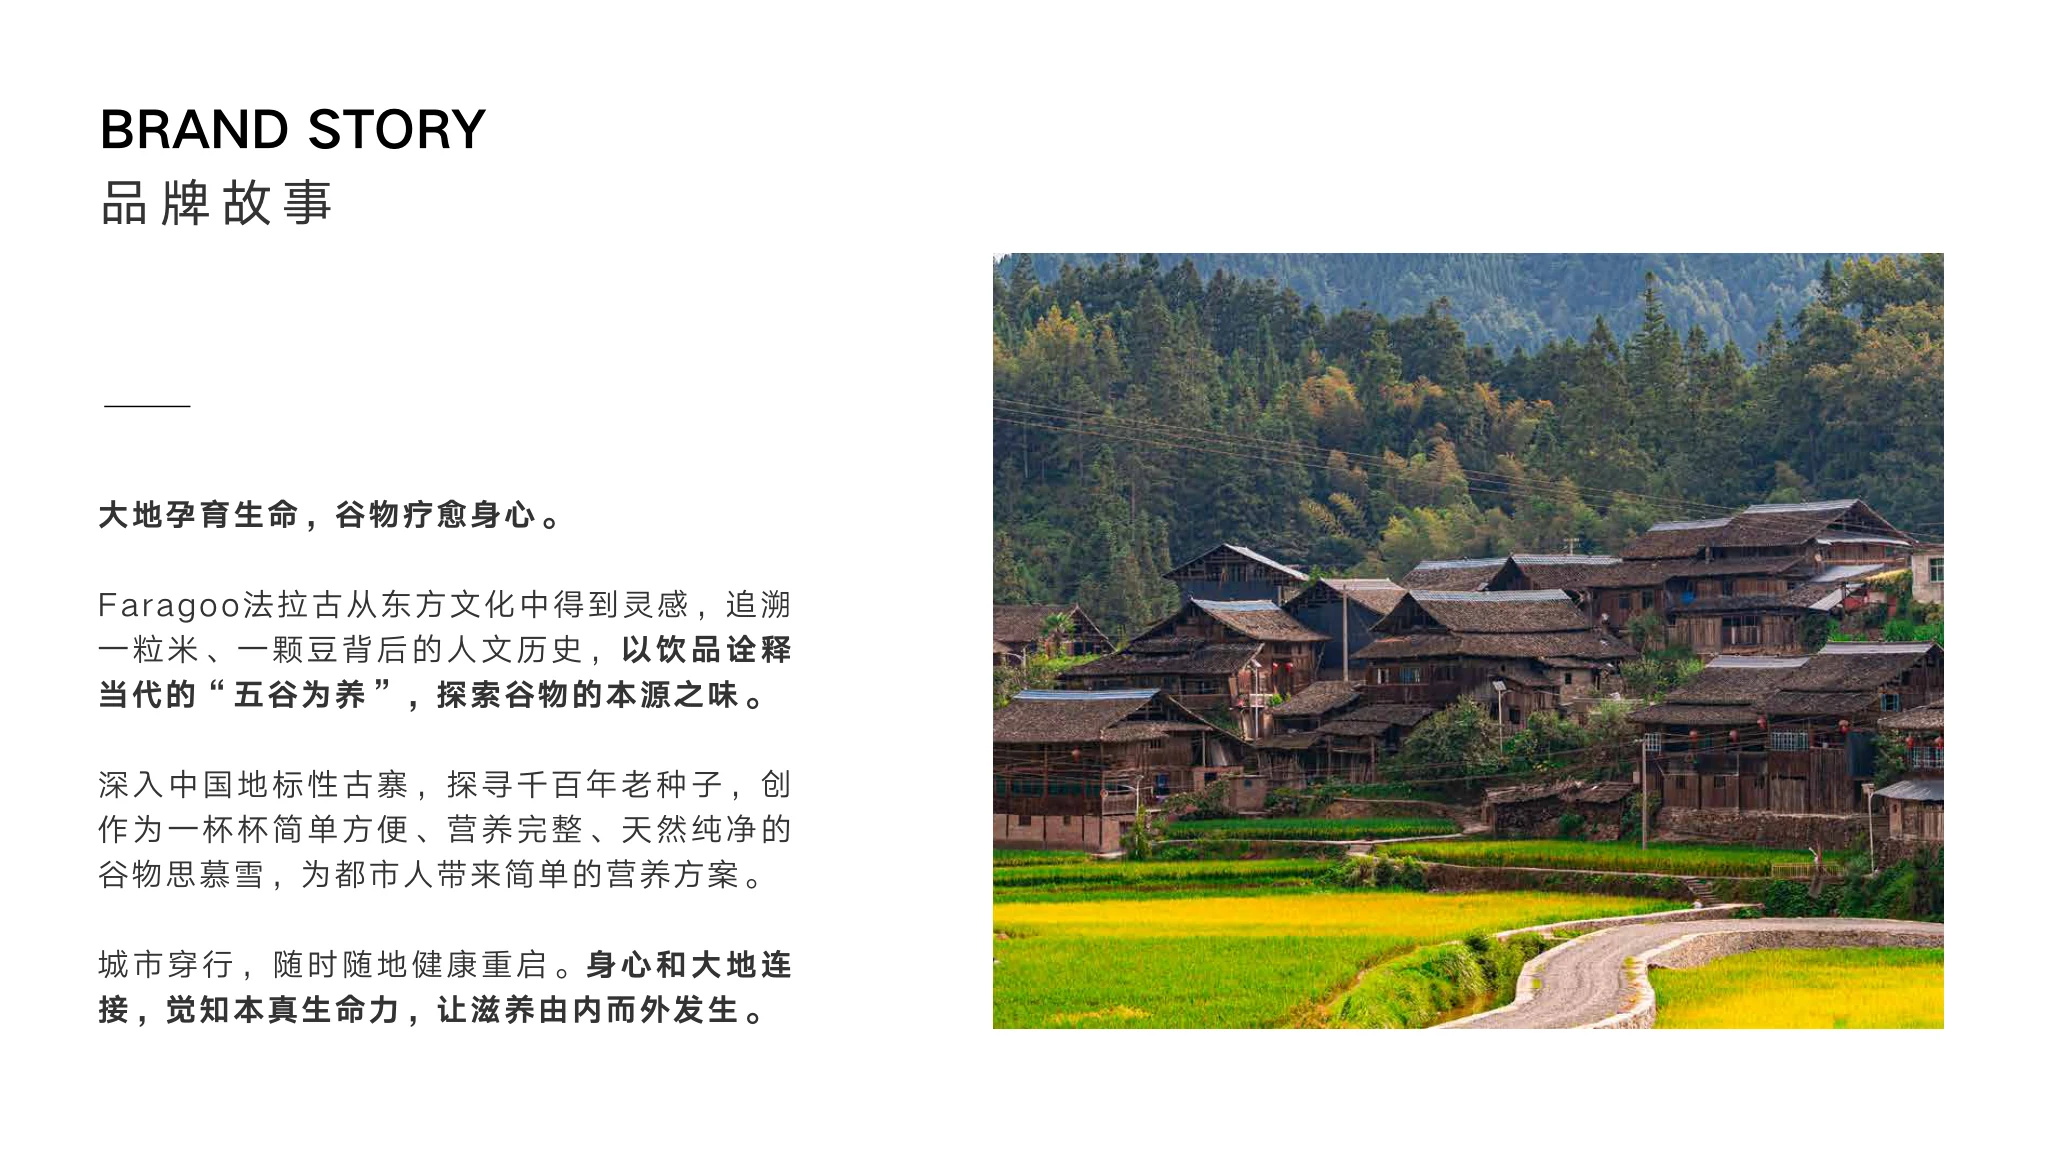 BRAND STORY
品牌故事
大地孕育生命，谷物疗愈身心。
Faragoo法拉古从东方文化中得到灵感，追溯
一粒米、一颗豆背后的人文历史，以饮品诠释
当代的“五谷为养”，探索谷物的本源之味。
深入中国地标性古寨，探寻千百年老种子，创
作为一杯杯简单方便、营养完整、天然纯净的
谷物思慕雪，为都市人带来简单的营养方案。
城市穿行，随时随地健康重启。身心和大地连
接，觉知本真生命力，让滋养由内而外发生。